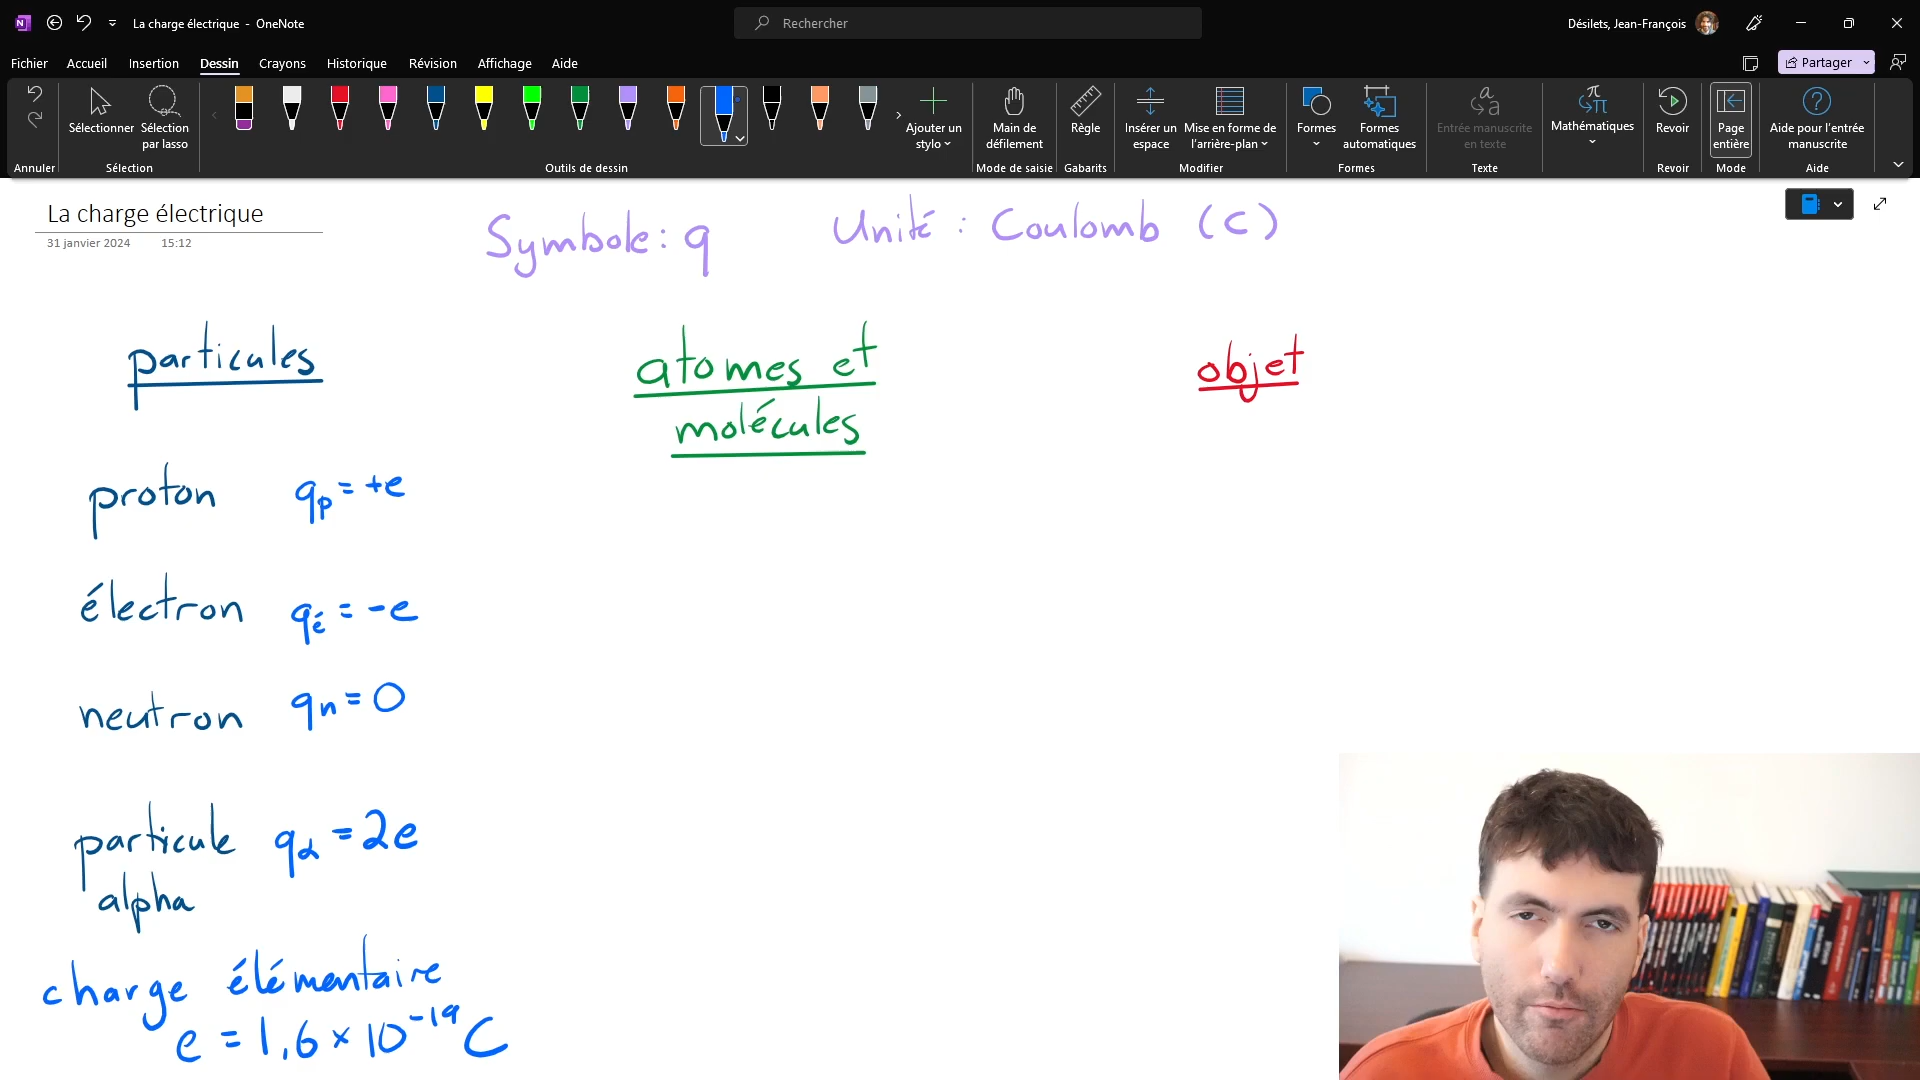 La charge électrique - OneNote
Rechercher
Désilets, Jean-François
Fichier Accueil Insertion Dessin Crayons Historique Révision Affichage Aide
Partager
Annuler
Sélectionner
Sélection par lasso
Sélection
Outils de dessin
Ajouter un stylo
Main de défilement
Mode de saisie
Règle
Gabarits
Insérer un espace
Mise en forme de l'arrière-plan
Modifier
Formes
Formes automatiques
Formes
Entrée manuscrite en texte
Texte
Mathématiques
Revoir
Revoir
Page entière
Mode
Aide pour l'entrée manuscrite
Aide
La charge électrique
31 janvier 2024 15:12
Symbole : q Unité : Coulomb (C)
particules
proton qp = +e
électron qé = -e
neutron qn = 0
particule alpha qα = 2e
charge élémentaire
e = 1,6 × 10⁻¹⁹ C
atomes et
molécules
objet